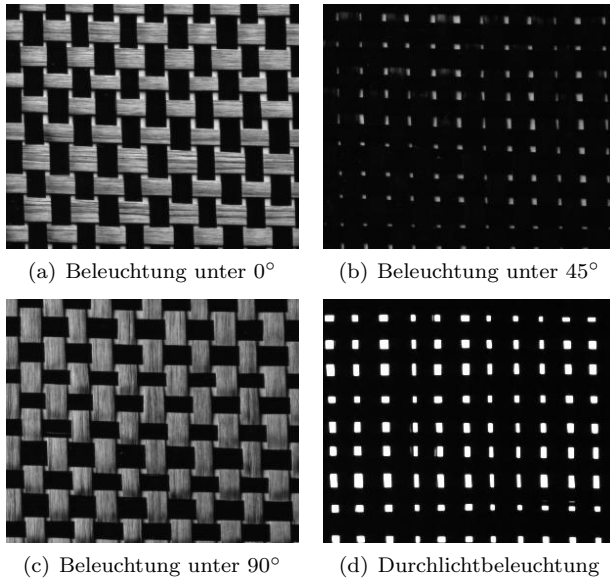 (a) Beleuchtung unter 0°
(b) Beleuchtung unter 45°
(c) Beleuchtung unter 90°
(d) Durchlichtbeleuchtung